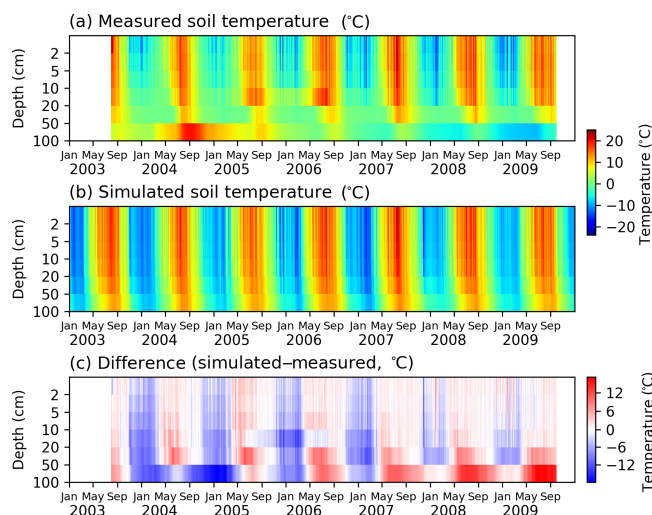 (a) Measured soil temperature (℃)
Depth (cm)
2
5
10
20
50
100
Jan May Sep Jan May Sep Jan May Sep Jan May Sep Jan May Sep Jan May Sep Jan May Sep
2003 2004 2005 2006 2007 2008 2009
(b) Simulated soil temperature (℃)
Depth (cm)
2
5
10
20
50
100
Jan May Sep Jan May Sep Jan May Sep Jan May Sep Jan May Sep Jan May Sep Jan May Sep
2003 2004 2005 2006 2007 2008 2009
20
10
0
−10
−20
Temperature (℃)
(c) Difference (simulated−measured, ℃)
Depth (cm)
2
5
10
20
50
100
Jan May Sep Jan May Sep Jan May Sep Jan May Sep Jan May Sep Jan May Sep Jan May Sep
2003 2004 2005 2006 2007 2008 2009
12
6
0
−6
−12
Temperature (℃)